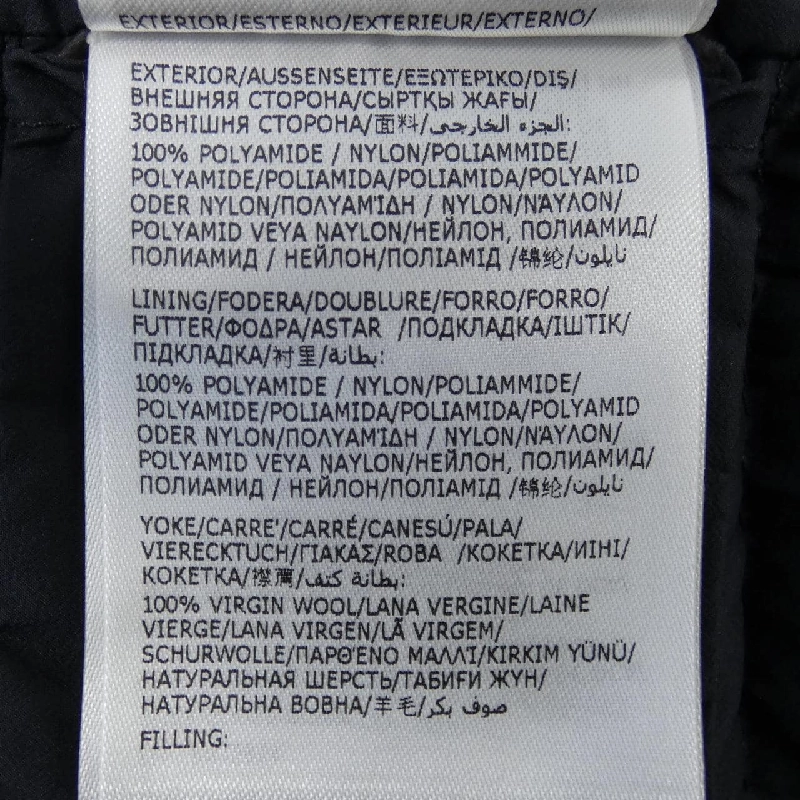 EXTERIOR/ESTERNO/EXTERIEUR/EXTERNO/
EXTERIOR/AUSSENSEITE/ΕΞΩΤΕΡΙΚΟ/DIŞ/
ВНЕШНЯЯ СТОРОНА/СЫРТҚЫ ЖАҒЫ/
ЗОВНІШНЯ СТОРОНА/面料/الجزء الخارجي:
100% POLYAMIDE / NYLON/POLIAMMIDE/
POLYAMIDE/POLIAMIDA/POLIAMIDA/POLYAMID
ODER NYLON/ΠΟΛΥΑΜΊΔΗ / NYLON/ΝΆΥΛΟΝ/
POLYAMID VEYA NAYLON/НЕЙЛОН, ПОЛИАМИД/
ПОЛИАМИД / НЕЙЛОН/ПОЛІАМІД /锦纶/نايلون
LINING/FODERA/DOUBLURE/FORRO/FORRO/
FUTTER/ΦΟΔΡΑ/ASTAR /ПОДКЛАДКА/ІШТІК/
ПІДКЛАДКА/衬里/بطانة:
100% POLYAMIDE / NYLON/POLIAMMIDE/
POLYAMIDE/POLIAMIDA/POLIAMIDA/POLYAMID
ODER NYLON/ΠΟΛΥΑΜΊΔΗ / NYLON/ΝΆΥΛΟΝ/
POLYAMID VEYA NAYLON/НЕЙЛОН, ПОЛИАМИД/
ПОЛИАМИД / НЕЙЛОН/ПОЛІАМІД /锦纶/نايلون
YOKE/CARRE'/CARRÉ/CANESÚ/PALA/
VIERECKTUCH/ΓΙΑΚΑΣ/ROBA /КОКЕТКА/ИІНІ/
КОКЕТКА/襟贋/بطانة كتف:
100% VIRGIN WOOL/LANA VERGINE/LAINE
VIERGE/LANA VIRGEN/LÃ VIRGEM/
SCHURWOLLE/ΠΑΡΘΈΝΟ ΜΑΛΛΊ/KIRKIM YÜNÜ/
НАТУРАЛЬНАЯ ШЕРСТЬ/ТАБИҒИ ЖҮН/
НАТУРАЛЬНА ВОВНА/羊毛/صوف بكر
FILLING: